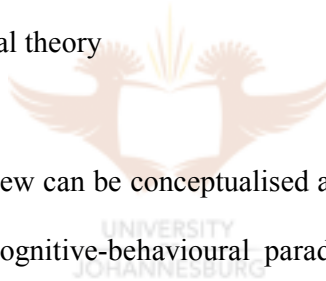 al theory
ew can be conceptualised a
UNIVERSITY
ognitive-behavioural parad
JOHANNESBURG